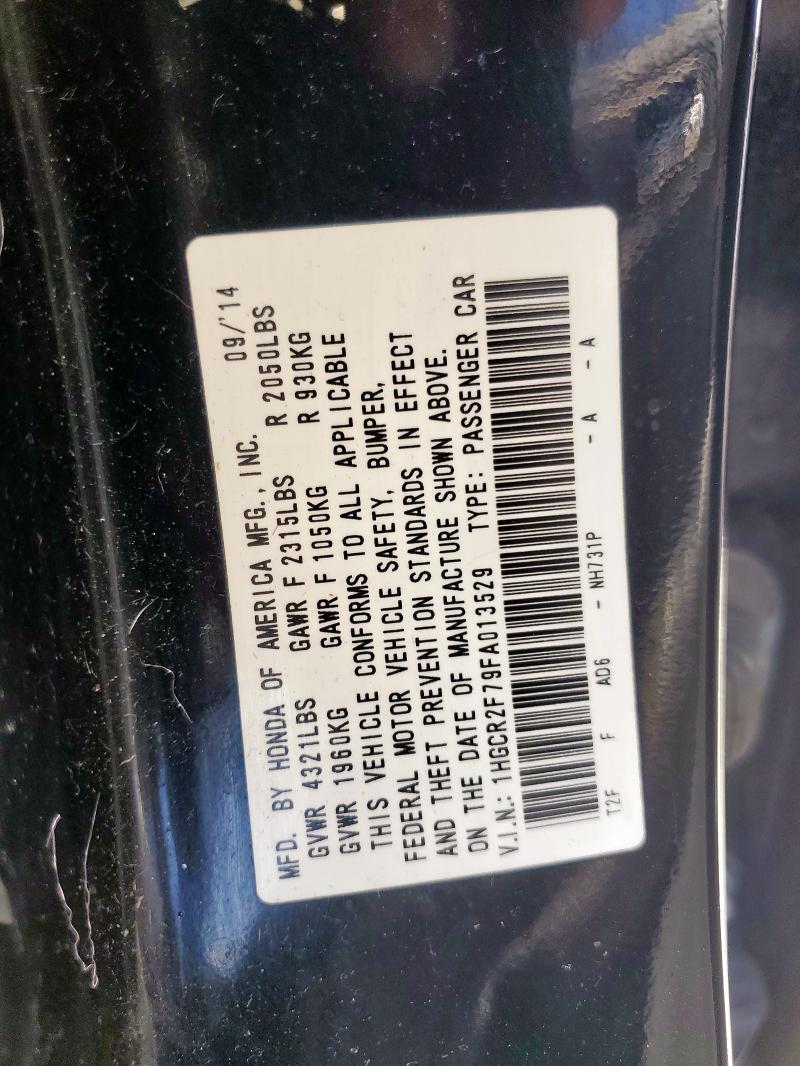 MFD. BY HONDA OF AMERICA MFG., INC. 09/'14
GVWR 4321LBS GAWR F 2315LBS R 2050LBS
GVWR 1960KG GAWR F 1050KG R 930KG
THIS VEHICLE CONFORMS TO ALL APPLICABLE
FEDERAL MOTOR VEHICLE SAFETY, BUMPER,
AND THEFT PREVENTION STANDARDS IN EFFECT
ON THE DATE OF MANUFACTURE SHOWN ABOVE.
V.I.N.: 1HGCR2F79FA013529 TYPE: PASSENGER CAR
T2F F AD6 - NH731P - A - A